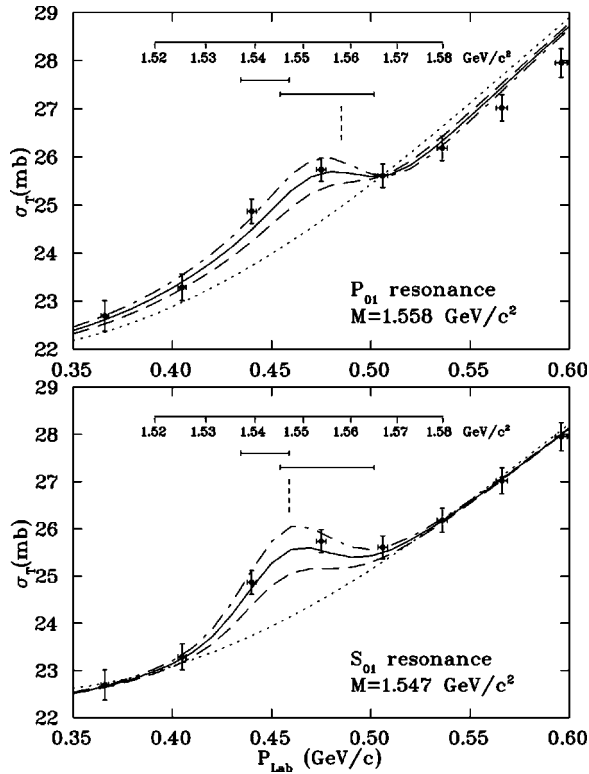 29
28
27
26
25
24
23
22
σ_T(mb)
1.52 1.53 1.54 1.55 1.56 1.57 1.58 GeV/c²
P₀₁ resonance
M=1.558 GeV/c²
0.35 0.40 0.45 0.50 0.55 0.60
29
28
27
26
25
24
23
22
σ_T(mb)
1.52 1.53 1.54 1.55 1.56 1.57 1.58 GeV/c²
S₀₁ resonance
M=1.547 GeV/c²
0.35 0.40 0.45 0.50 0.55 0.60
P_Lab (GeV/c)